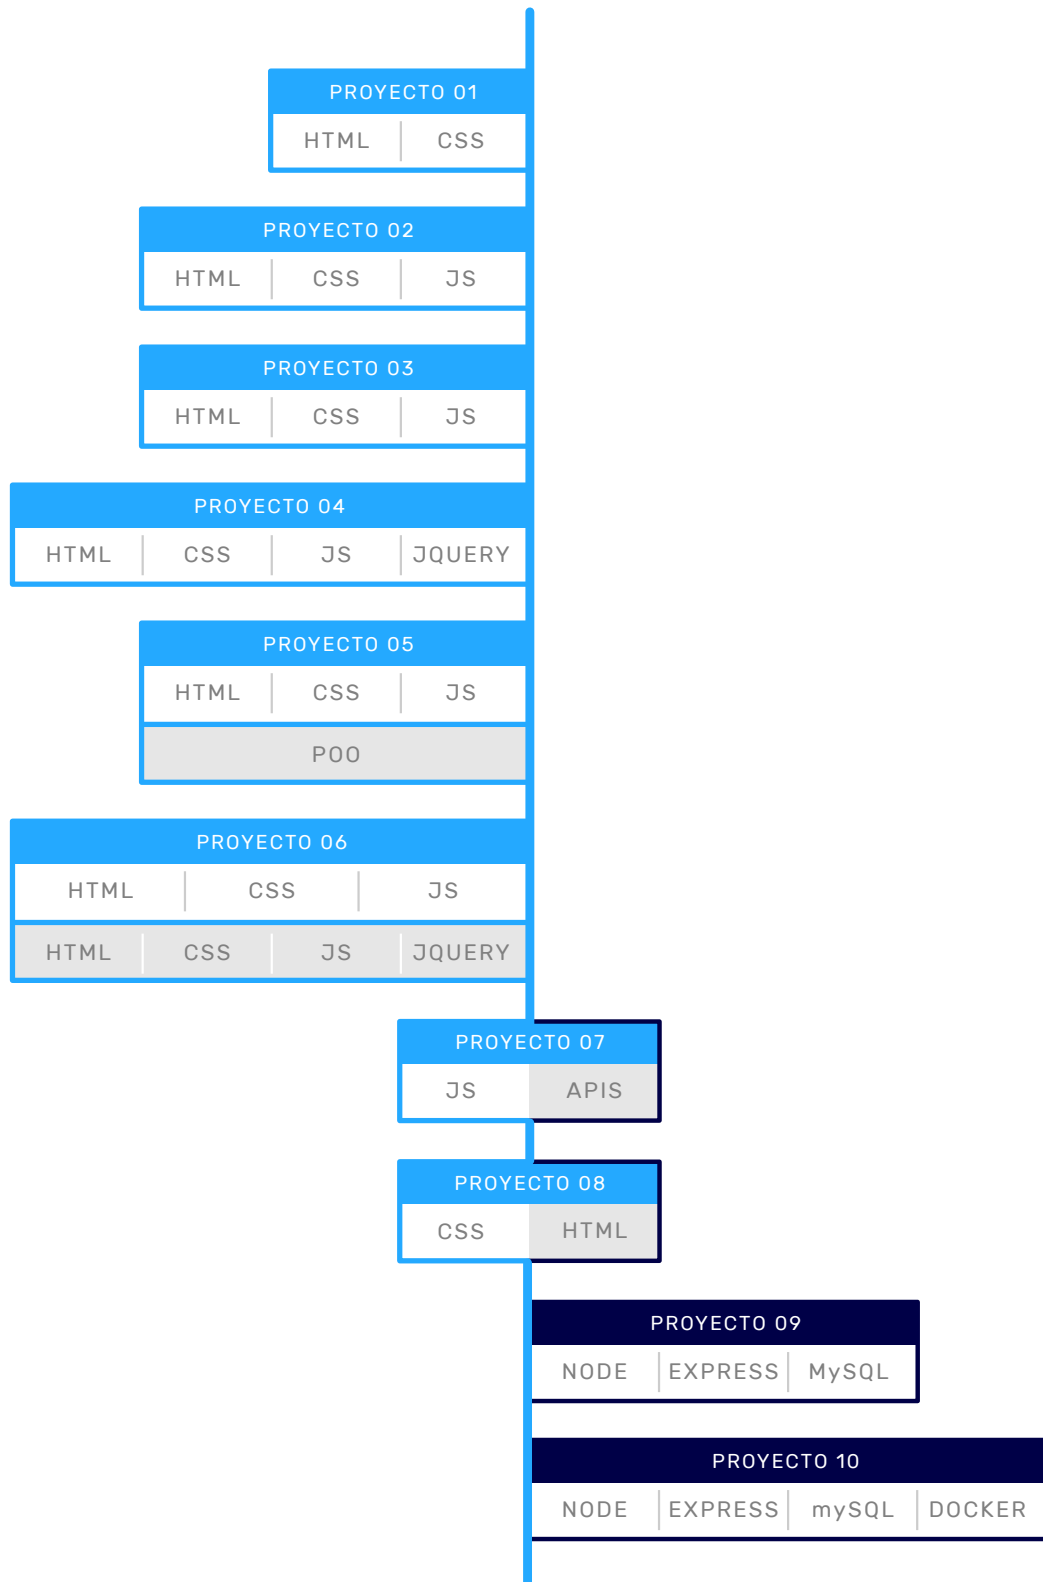 PROYECTO 01
HTML CSS
PROYECTO 02
HTML CSS JS
PROYECTO 03
HTML CSS JS
PROYECTO 04
HTML CSS JS JQUERY
PROYECTO 05
HTML CSS JS
POO
PROYECTO 06
HTML CSS JS
HTML CSS JS JQUERY
PROYECTO 07
JS APIS
PROYECTO 08
CSS HTML
PROYECTO 09
NODE EXPRESS MySQL
PROYECTO 10
NODE EXPRESS mySQL DOCKER